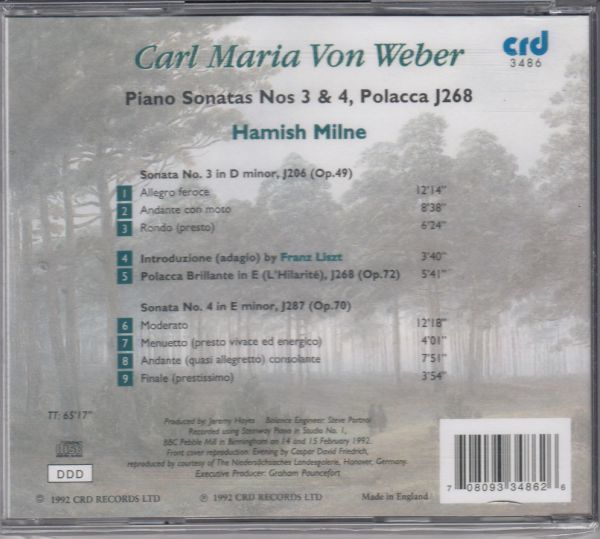 Carl Maria Von Weber
crd
3486
Piano Sonatas Nos 3 & 4, Polacca J268
Hamish Milne
Sonata No. 3 in D minor, J206 (Op.49)
1 Allegro feroce 12'14"
2 Andante con moto 8'38"
3 Rondo (presto) 6'24"
4 Introduzione (adagio) by Franz Liszt 3'40"
5 Polacca Brillante in E (L'Hilarité), J268 (Op.72) 5'41"
Sonata No. 4 in E minor, J287 (Op.70)
6 Moderato 12'18"
7 Menuetto (presto vivace ed energico) 4'01"
8 Andante (quasi allegretto) consolante 7'51"
9 Finale (prestissimo) 3'54"
TT: 65'17"
Produced by: Jeremy Hayes Balance Engineer: Steve Portnoi
Recorded using Steinway Piano in Studio No. 1,
BBC Pebble Mill in Birmingham on 14 and 15 February 1992.
Front cover reproduction: Evening by Caspar David Friedrich,
reproduced by courtesy of The Niedersächsisches Landesgalerie, Hanover, Germany.
Executive Producer: Graham Pauncefort
DDD
© 1992 CRD RECORDS LTD ℗ 1992 CRD RECORDS LTD Made in England
7 08093 34862 6